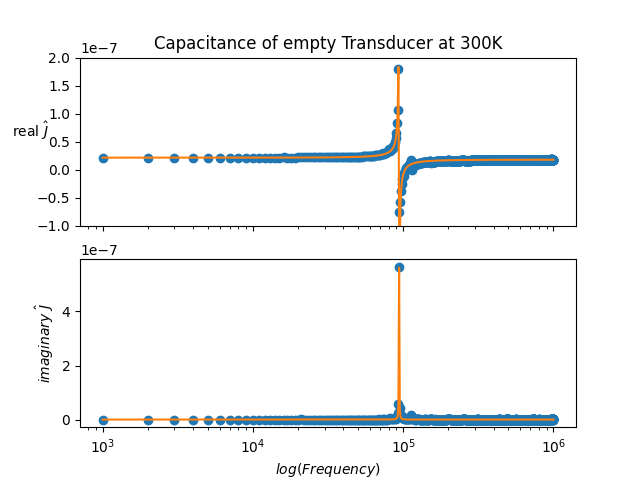 Capacitance of empty Transducer at 300K
1e−7
2.0
1.5
1.0
0.5
0.0
−0.5
−1.0
real Ĵ
1e−7
4
2
0
imaginary Ĵ
10³ 10⁴ 10⁵ 10⁶
log(Frequency)